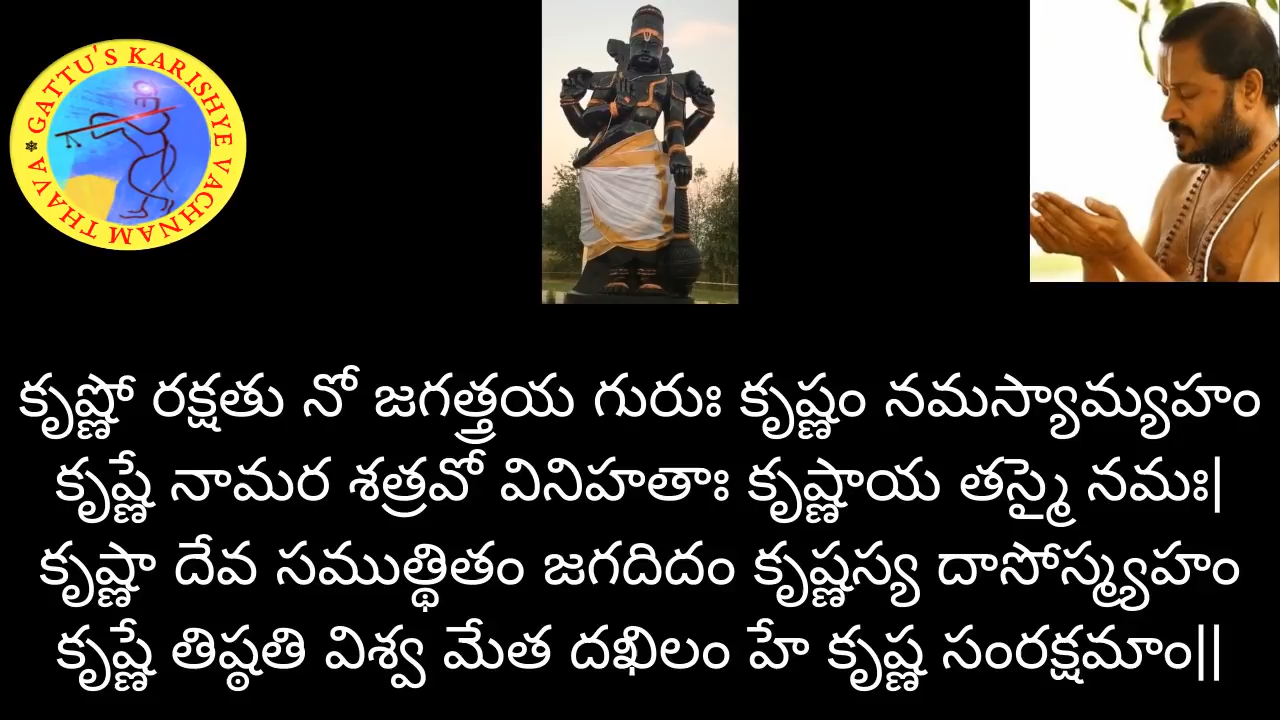 GATTU'S KARISHYE VACHNAM THAVA
కృష్ణో రక్షతు నో జగత్త్రయ గురుః కృష్ణం నమస్యామ్యహం
కృష్ణే నామర శత్రవో వినిహతాః కృష్ణాయ తస్మై నమః|
కృష్ణా దేవ సముత్థితం జగదిదం కృష్ణస్య దాసోస్మ్యహం
కృష్ణే తిష్ఠతి విశ్వ మేత దఖిలం హే కృష్ణ సంరక్షమాం||